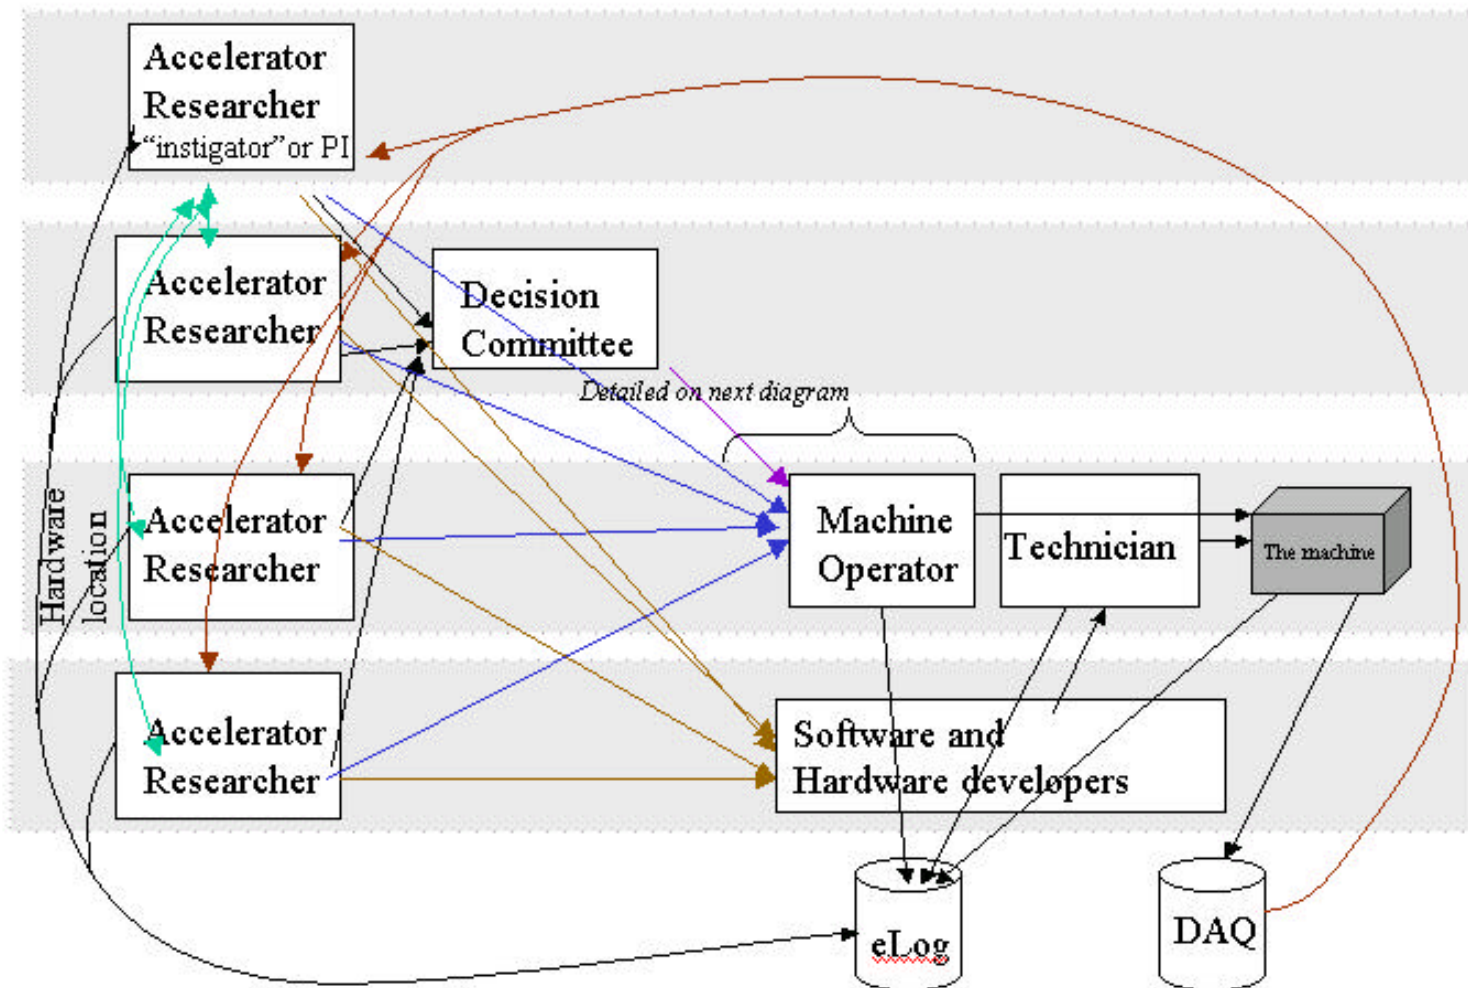 Accelerator
Researcher
“instigator” or PI
Accelerator
Researcher
Decision
Committee
Detailed on next diagram
Hardware
location
Accelerator
Researcher
Machine
Operator
Technician
The machine
Accelerator
Researcher
Software and
Hardware developers
eLog
DAQ